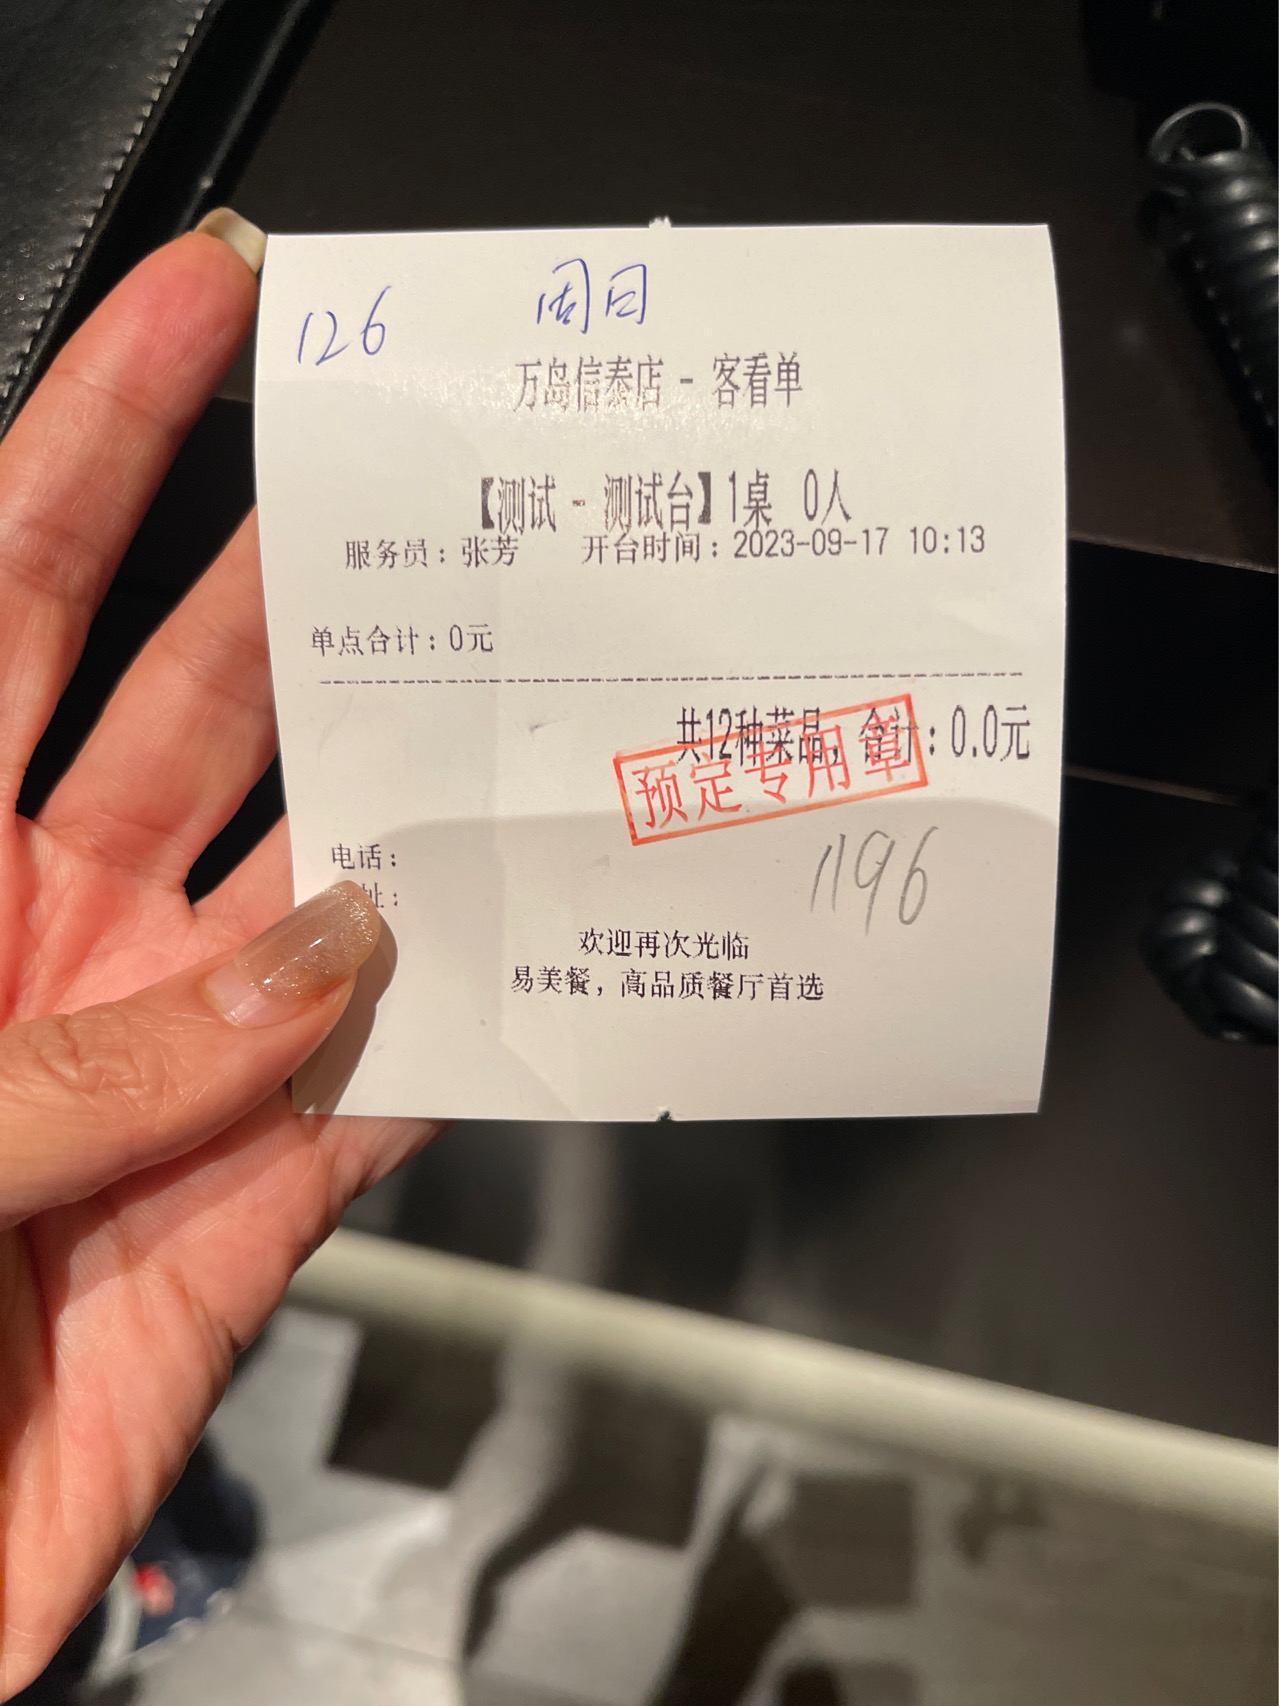 126 周日
万岛信泰店 - 客看单
【测试 - 测试台】1桌 0人
服务员：张芳 开台时间：2023-09-17 10:13
单点合计：0元
共12种菜品，合计：0.0元
预定专用章
1196
电话：
址：
欢迎再次光临
易美餐，高品质餐厅首选